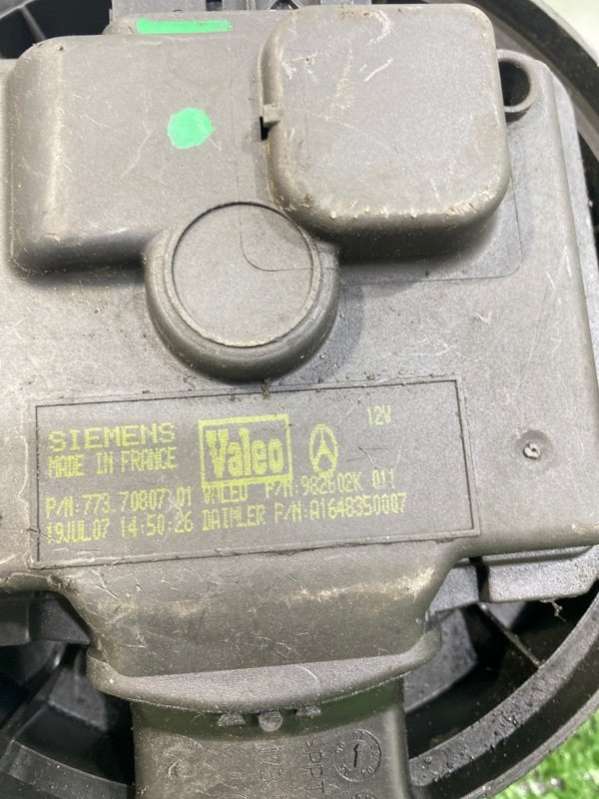 SIEMENS
MADE IN FRANCE
Valeo
12V
P/N:773.70807.01 VALEO P/N:982602K 011
19JUL07 14:50:26 DAIMLER P/N:A1648350007